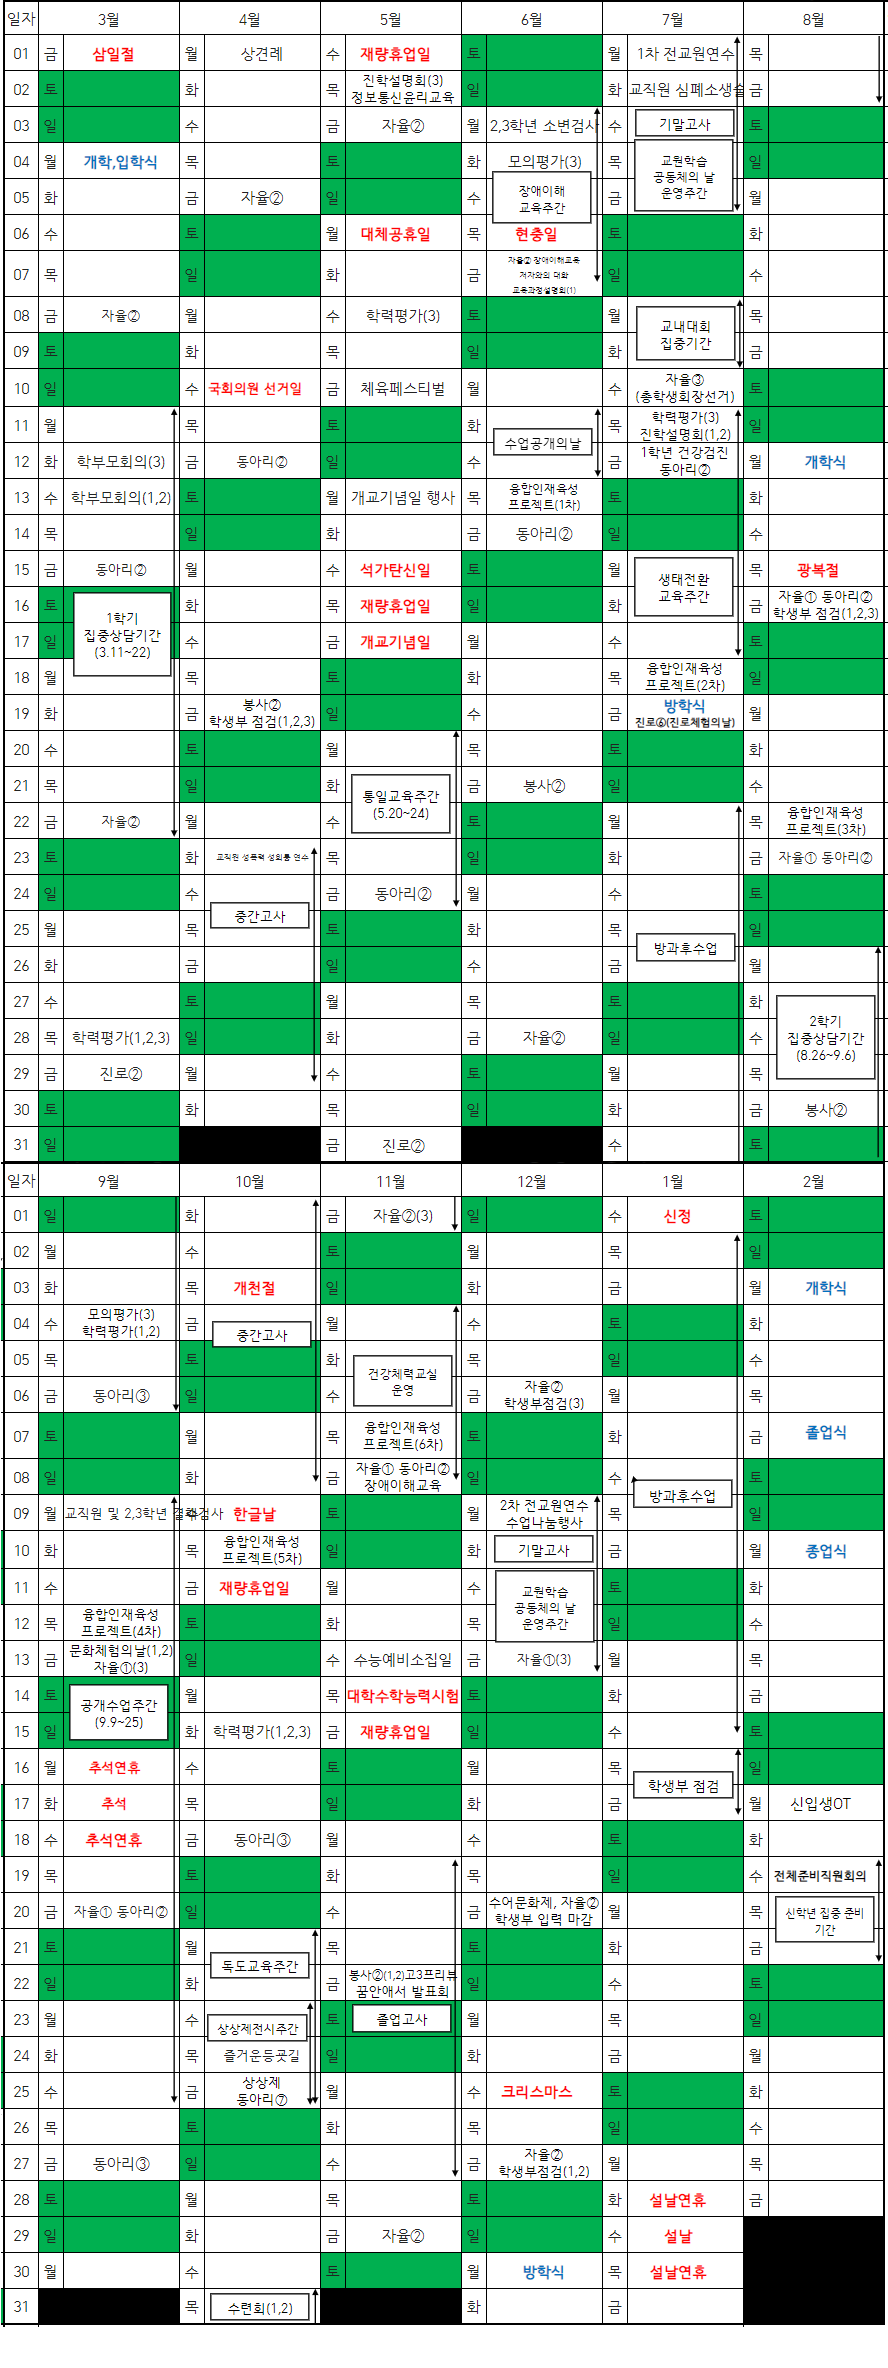 일자 3월 4월 5월 6월 7월 8월
01 금 삼일절 월 상견례 수 재량휴업일 토 월 1차 전교원연수 목
02 토 화 목 진학설명회(3) 일 화 교직원 심폐소생술 금
정보통신윤리교육
03 일 수 금 자율② 월 2,3학년 소변검사 수 기말고사 토
04 월 개학,입학식 목 토 화 모의평가(3) 목 교원학습 일
공동체의 날
운영주간
05 화 금 자율② 일 수 장애이해 금 월
교육주간
06 수 토 월 대체공휴일 목 현충일 토 화
07 목 일 화 금 자율② 장애이해교육 일 수
저자와의 대화
교육과정설명회(1)
08 금 자율② 월 수 학력평가(3) 토 월 교내대회 목
집중기간
09 토 화 목 일 화 금
10 일 수 국회의원 선거일 금 체육페스티벌 월 수 자율③ 토
(총학생회장선거)
11 월 목 토 화 수업공개의날 목 학력평가(3) 일
진학설명회(1,2)
12 화 학부모회의(3) 금 동아리② 일 수 금 1학년 건강검진 월 개학식
동아리②
13 수 학부모회의(1,2) 토 월 개교기념일 행사 목 융합인재육성 토 화
프로젝트(1차)
14 목 일 화 금 동아리② 일 수
15 금 동아리② 월 수 석가탄신일 토 월 생태전환 목 광복절
교육주간
16 토 1학기 화 목 재량휴업일 일 화 금 자율① 동아리②
집중상담기간 학생부 점검(1,2,3)
(3.11~22)
17 일 수 금 개교기념일 월 수 토
18 월 목 토 화 목 융합인재육성 일
프로젝트(2차)
19 화 금 봉사② 일 수 금 방학식 월
학생부 점검(1,2,3) 진로⑥(진로체험의날)
20 수 토 월 목 토 화
21 목 일 화 통일교육주간 금 봉사② 일 수
(5.20~24)
22 금 자율② 월 수 토 월 목 융합인재육성
프로젝트(3차)
23 토 화 교직원 성폭력 성희롱 연수 목 일 화 금 자율① 동아리②
24 일 수 금 동아리② 월 수 토
25 월 목 중간고사 토 화 목 방과후수업 일
26 화 금 일 수 금 월
27 수 토 월 목 토 화 2학기
집중상담기간
(8.26~9.6)
28 목 학력평가(1,2,3) 일 화 금 자율② 일 수
29 금 진로② 월 수 토 월 목
30 토 화 목 일 화 금 봉사②
31 일 금 진로② 수 토
일자 9월 10월 11월 12월 1월 2월
01 일 화 금 자율②(3) 일 수 신정 토
02 월 수 토 월 목 일
03 화 목 개천절 일 화 금 월 개학식
04 수 모의평가(3) 금 중간고사 월 수 토 화
학력평가(1,2)
05 목 토 화 건강체력교실 목 일 수
운영
06 금 동아리③ 일 수 금 자율② 월 목
학생부점검(3)
07 토 월 목 융합인재육성 토 화 금 졸업식
프로젝트(6차)
08 일 화 금 자율① 동아리② 일 수 방과후수업 토
장애이해교육
09 월 교직원 및 2,3학년 결핵검사 수 한글날 토 월 2차 전교원연수 목 일
수업나눔행사
10 화 목 융합인재육성 일 화 기말고사 금 월 종업식
프로젝트(5차)
11 수 금 재량휴업일 월 수 교원학습 토 화
공동체의 날
운영주간
12 목 융합인재육성 토 화 목 일 수
프로젝트(4차)
13 금 문화체험의날(1,2) 일 수 수능예비소집일 금 자율①(3) 월 목
자율①(3)
14 토 공개수업주간 월 목 대학수학능력시험 토 화 금
(9.9~25)
15 일 화 학력평가(1,2,3) 금 재량휴업일 일 수 토
16 월 추석연휴 수 토 월 목 학생부 점검 일
17 화 추석 목 일 화 금 월 신입생OT
18 수 추석연휴 금 동아리③ 월 수 토 화
19 목 토 화 목 일 수 전체준비직원회의
20 금 자율① 동아리② 일 수 금 수어문화제, 자율② 월 목 신학년 집중 준비
학생부 입력 마감 기간
21 토 월 독도교육주간 목 토 화 금
22 일 화 금 봉사②(1,2)고3프리뷰 일 수 토
꿈안애서 발표회
23 월 수 상상제전시주간 토 졸업고사 월 목 일
24 화 목 즐거운등굣길 일 화 금 월
25 수 금 상상제 월 수 크리스마스 토 화
동아리⑦
26 목 토 화 목 일 수
27 금 동아리③ 일 수 금 자율② 월 목
학생부점검(1,2)
28 토 월 목 토 화 설날연휴 금
29 일 화 금 자율② 일 수 설날
30 월 수 토 월 방학식 목 설날연휴
31 목 수련회(1,2) 화 금